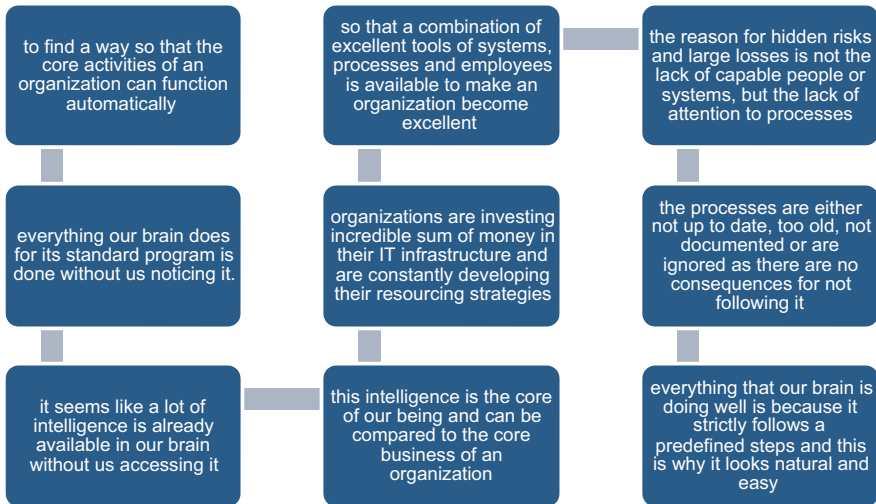 to find a way so that the
core activities of an
organization can function
automatically
everything our brain does
for its standard program is
done without us noticing it.
it seems like a lot of
intelligence is already
available in our brain
without us accessing it
this intelligence is the core
of our being and can be
compared to the core
business of an
organization
organizations are investing
incredible sum of money in
their IT infrastructure and
are constantly developing
their resourcing strategies
so that a combination of
excellent tools of systems,
processes and employees
is available to make an
organization become
excellent
the reason for hidden risks
and large losses is not the
lack of capable people or
systems, but the lack of
attention to processes
the processes are either
not up to date, too old, not
documented or are
ignored as there are no
consequences for not
following it
everything that our brain is
doing well is because it
strictly follows a
predefined steps and this
is why it looks natural and
easy